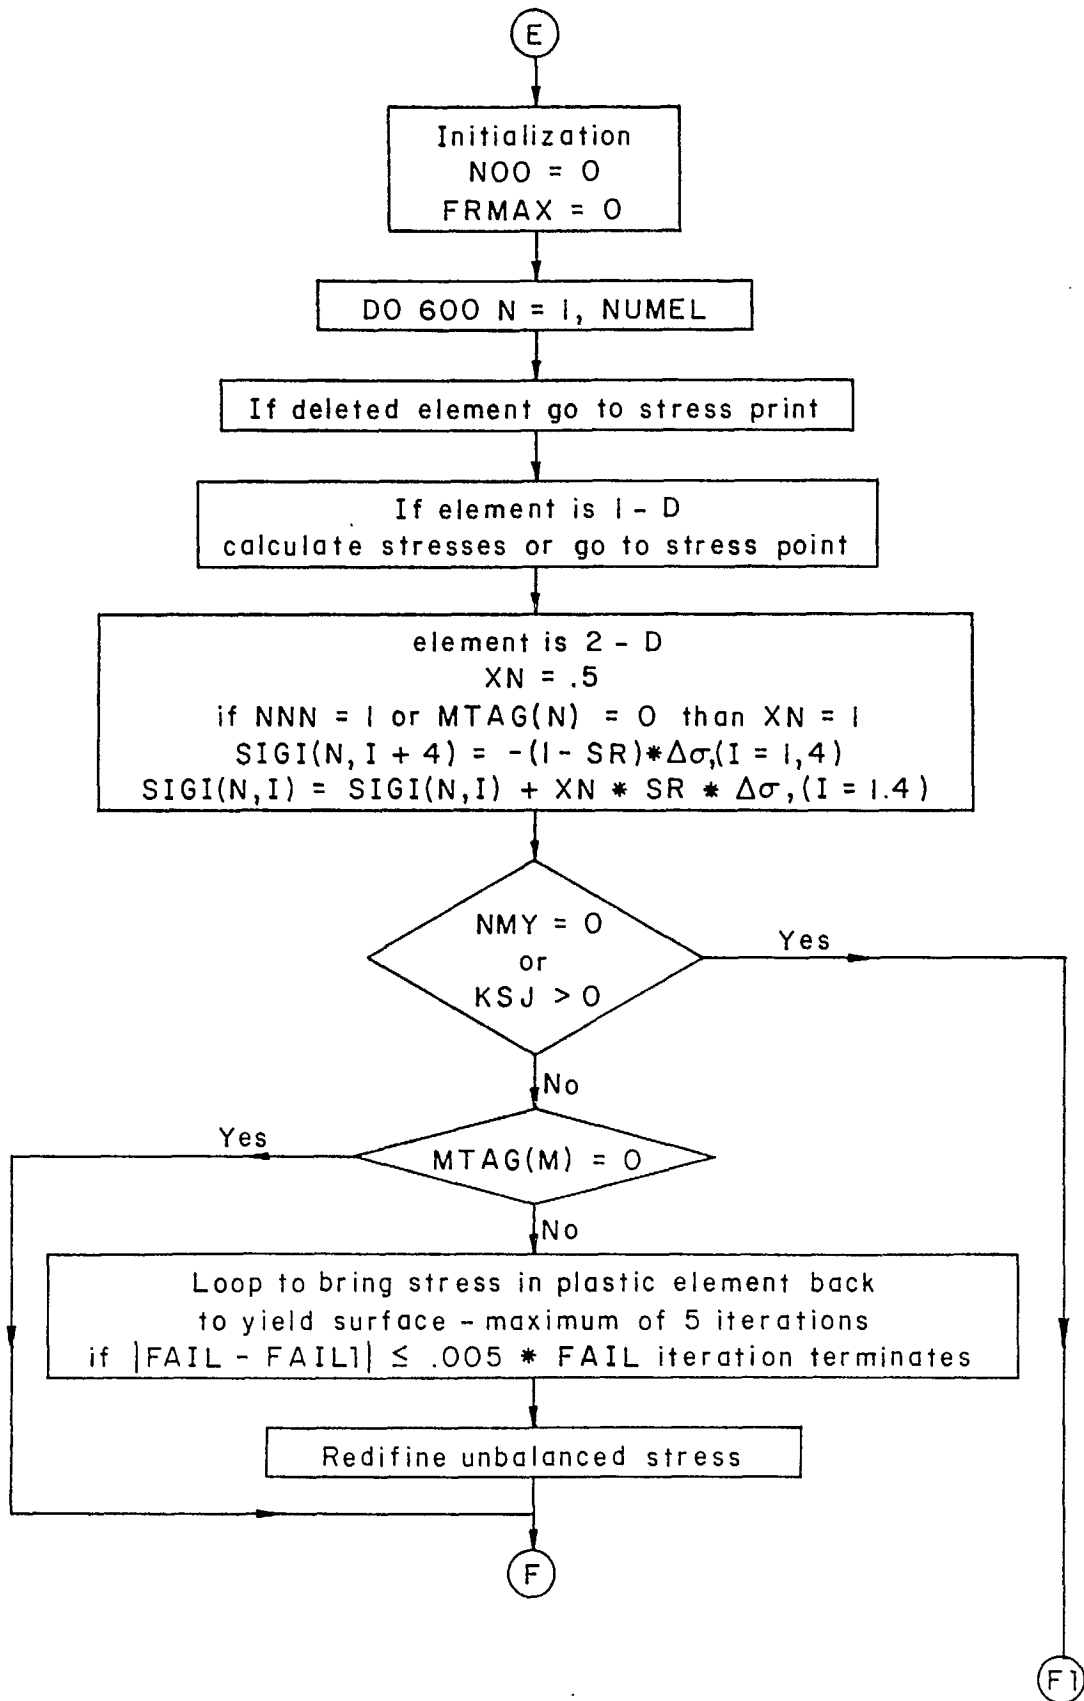 E
Initialization
NOO = 0
FRMAX = 0
DO 600 N = 1, NUMEL
If deleted element go to stress print
If element is 1 - D
calculate stresses or go to stress point
element is 2 - D
XN = .5
if NNN = 1 or MTAG(N) = 0 than XN = 1
SIGI(N, I + 4) = -(1 - SR)*Δσ,(I = 1,4)
SIGI(N,I) = SIGI(N,I) + XN * SR * Δσ, (I = 1.4)
NMY = 0
or
KSJ > 0
Yes
No
Yes
MTAG(M) = 0
No
Loop to bring stress in plastic element back
to yield surface - maximum of 5 iterations
if |FAIL - FAIL1| ≤ .005 * FAIL iteration terminates
Redifine unbalanced stress
F
F1